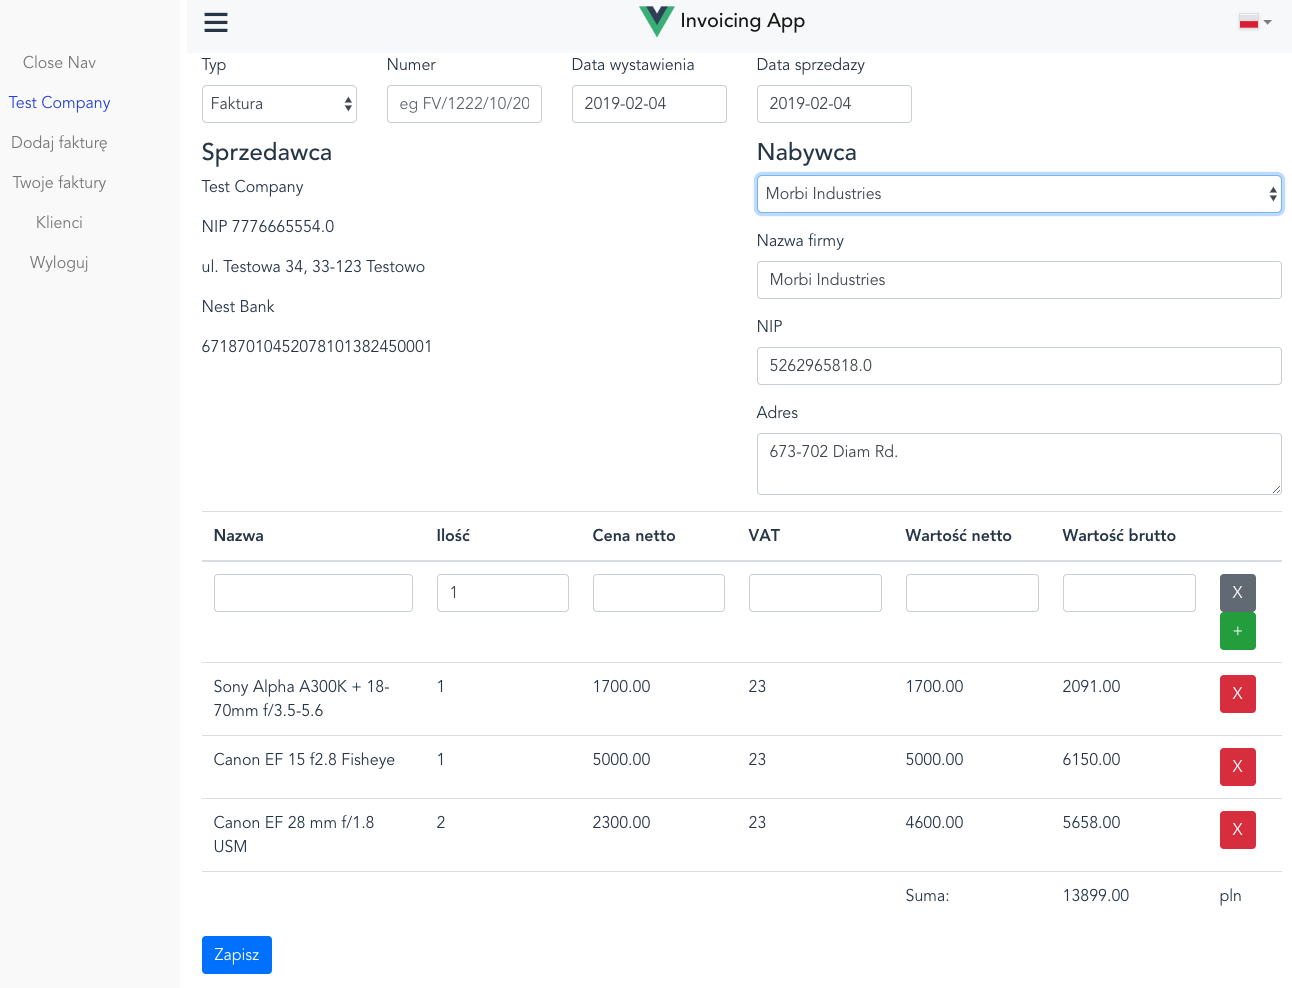 Invoicing App
Close Nav
Test Company
Dodaj fakturę
Twoje faktury
Klienci
Wyloguj
Typ Numer Data wystawienia Data sprzedazy
Faktura eg FV/1222/10/20 2019-02-04 2019-02-04
Sprzedawca
Test Company
NIP 7776665554.0
ul. Testowa 34, 33-123 Testowo
Nest Bank
67187010452078101382450001
Nabywca
Morbi Industries
Nazwa firmy
Morbi Industries
NIP
5262965818.0
Adres
673-702 Diam Rd.
Nazwa Ilość Cena netto VAT Wartość netto Wartość brutto
1 X
+
Sony Alpha A300K + 18- 1 1700.00 23 1700.00 2091.00 X
70mm f/3.5-5.6
Canon EF 15 f2.8 Fisheye 1 5000.00 23 5000.00 6150.00 X
Canon EF 28 mm f/1.8 2 2300.00 23 4600.00 5658.00 X
USM
Suma: 13899.00 pln
Zapisz